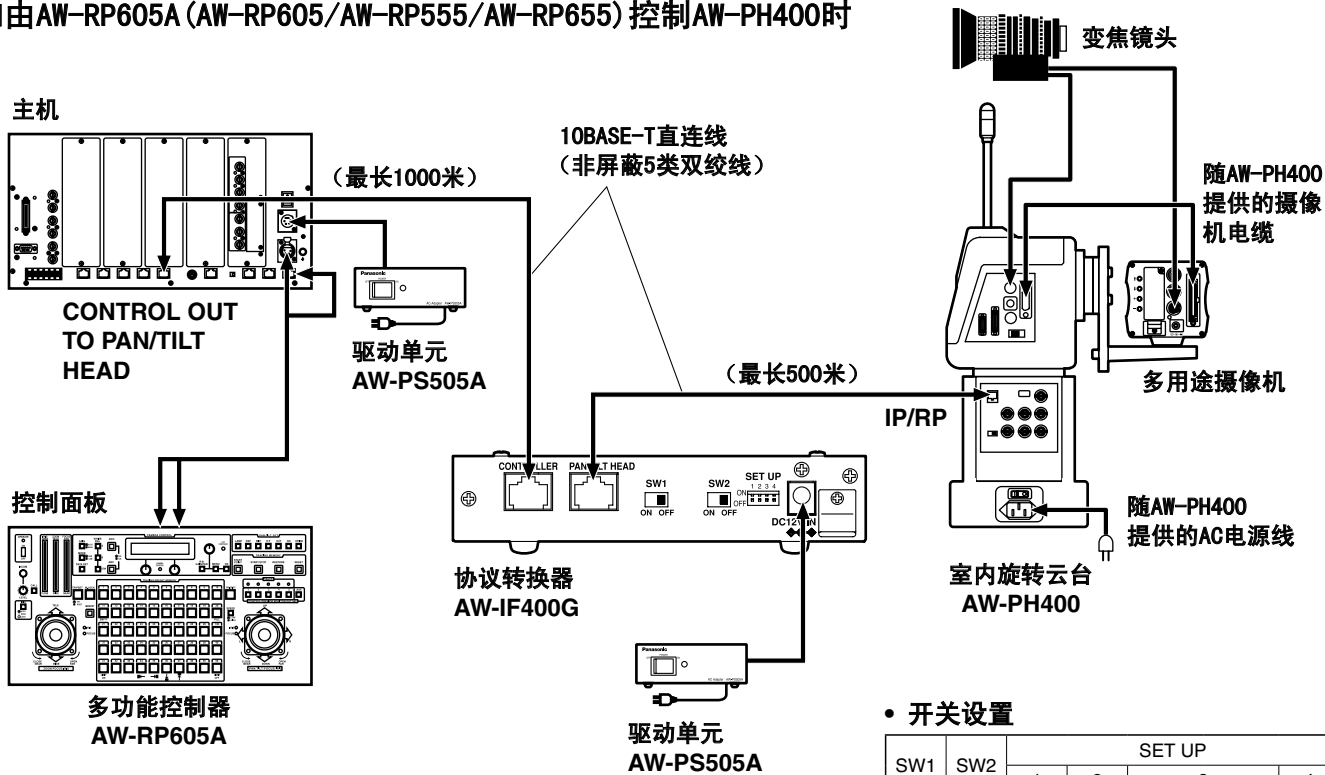 由AW-RP605A(AW-RP605/AW-RP555/AW-RP655)控制AW-PH400时
变焦镜头
主机
10BASE-T直连线
（非屏蔽5类双绞线）
（最长1000米）
随AW-PH400
提供的摄像
机电缆
CONTROL OUT
TO PAN/TILT
HEAD
Panasonic
驱动单元
AW-PS505A
（最长500米）
多用途摄像机
IP/RP
CONTROLLER
PAN/TILT HEAD
SW1
ON OFF
SW2
ON OFF
SET UP
1 2 3 4
ON
OFF
DC12V IN
控制面板
随AW-PH400
提供的AC电源线
协议转换器
AW-IF400G
室内旋转云台
AW-PH400
Panasonic
多功能控制器
AW-RP605A
驱动单元
AW-PS505A
• 开关设置
SW1 SW2 SET UP